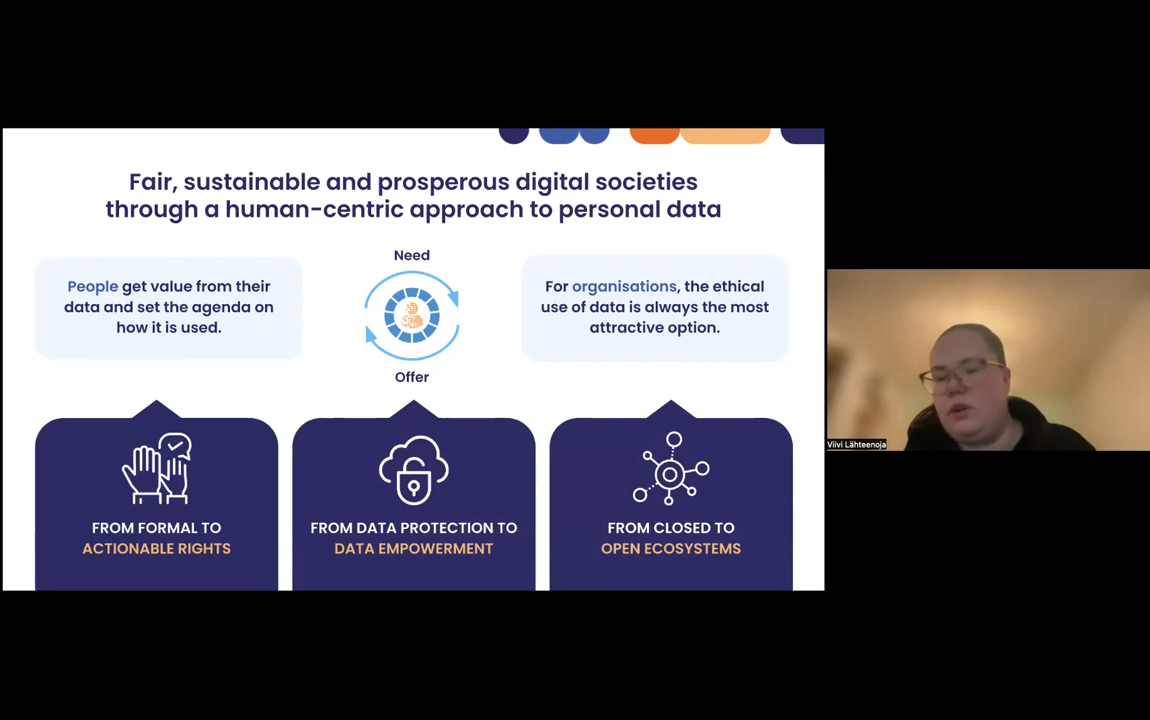 Fair, sustainable and prosperous digital societies
through a human-centric approach to personal data
Need
People get value from their
data and set the agenda on
how it is used.
For organisations, the ethical
use of data is always the most
attractive option.
Offer
FROM FORMAL TO
ACTIONABLE RIGHTS
FROM DATA PROTECTION TO
DATA EMPOWERMENT
FROM CLOSED TO
OPEN ECOSYSTEMS
Viivi Lähteenoja